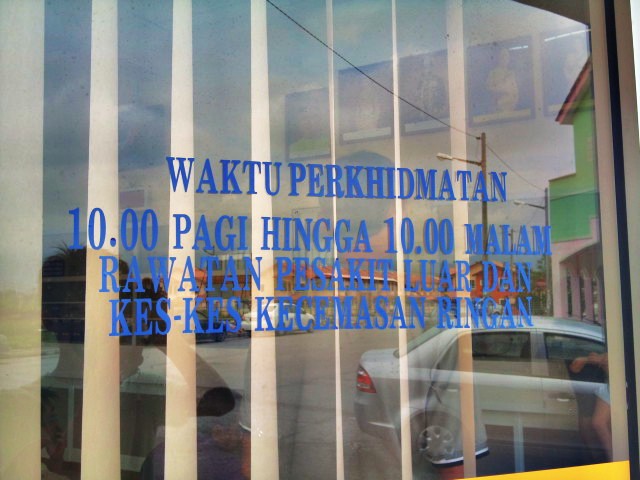 WAKTU PERKHIDMATAN
10.00 PAGI HINGGA 10.00 MALAM
RAWATAN PESAKIT LUAR DAN
KES-KES KECEMASAN RINGAN